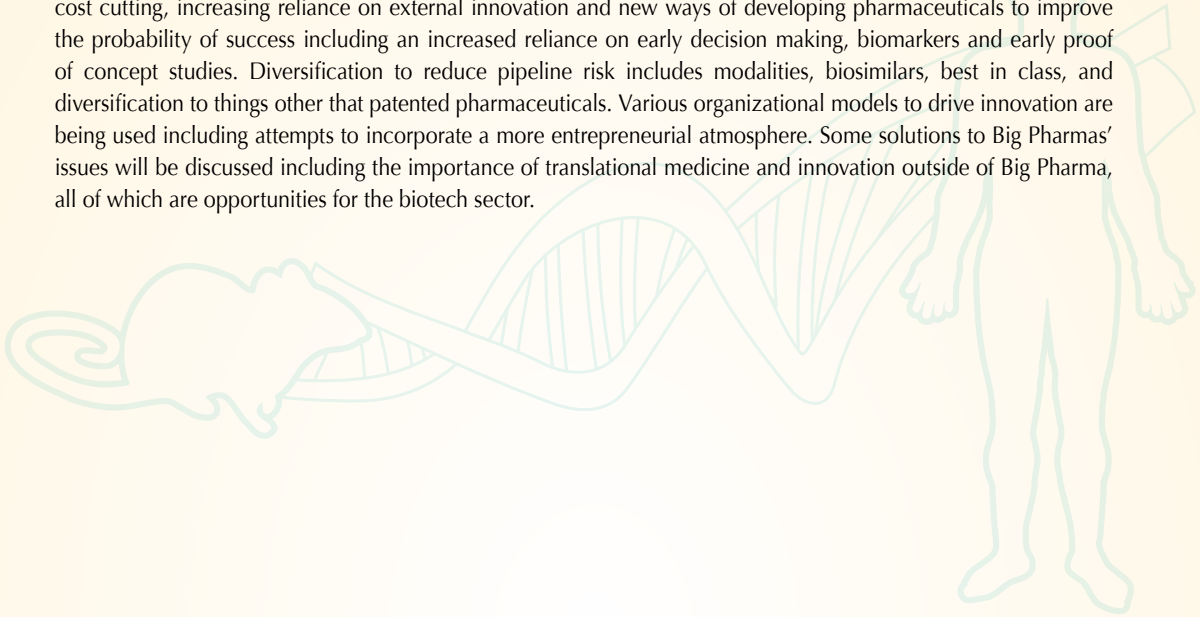 cost cutting, increasing reliance on external innovation and new ways of developing pharmaceuticals to improve
the probability of success including an increased reliance on early decision making, biomarkers and early proof
of concept studies. Diversification to reduce pipeline risk includes modalities, biosimilars, best in class, and
diversification to things other that patented pharmaceuticals. Various organizational models to drive innovation are
being used including attempts to incorporate a more entrepreneurial atmosphere. Some solutions to Big Pharmas’
issues will be discussed including the importance of translational medicine and innovation outside of Big Pharma,
all of which are opportunities for the biotech sector.